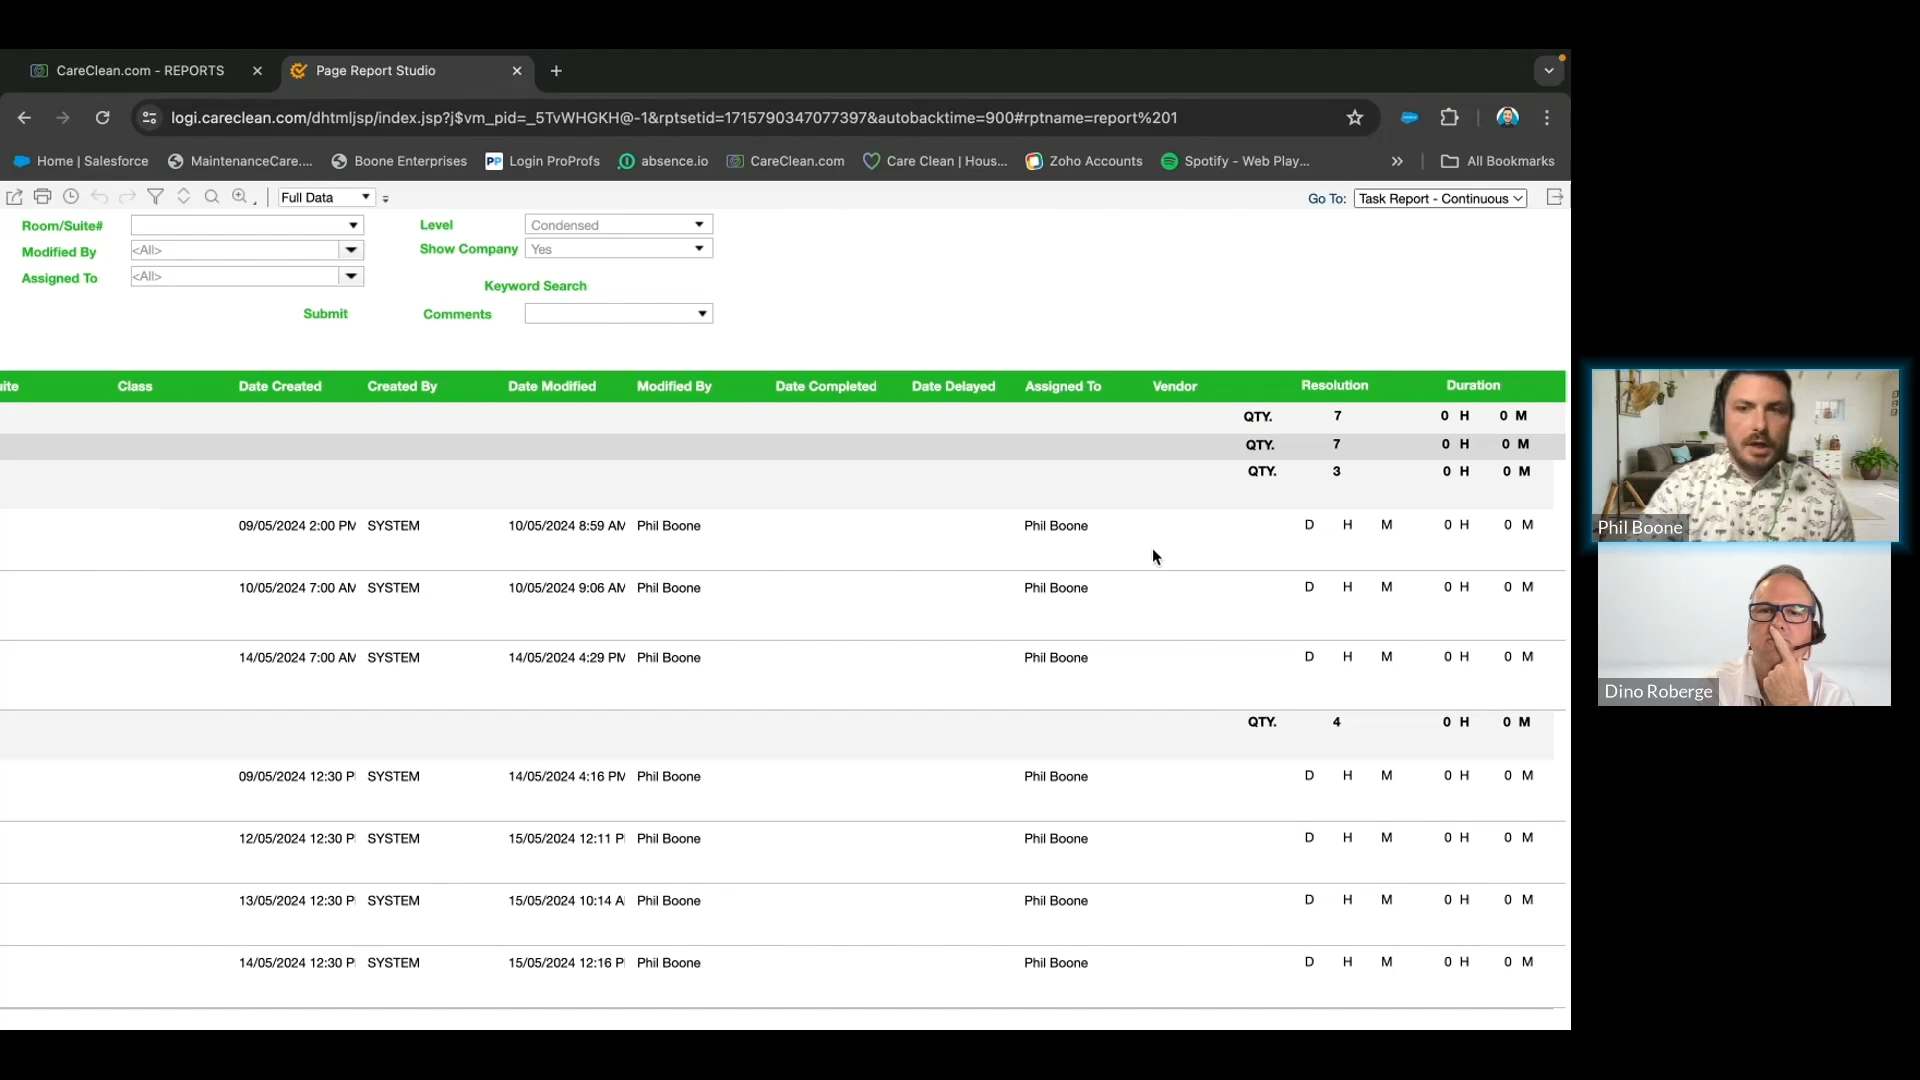 CareClean.com - REPORTS
Page Report Studio
logi.careclean.com/dhtmljsp/index.jsp?j$vm_pid=_5TvWHGKH@-1&rptsetid=1715790347077397&autobacktime=900#rptname=report%201
Home | Salesforce MaintenanceCare.... Boone Enterprises PP Login ProProfs absence.io CareClean.com Care Clean | Hous... Zoho Accounts Spotify - Web Play... » All Bookmarks
Full Data Go To: Task Report - Continuous
Room/Suite# Level Condensed
Modified By <All> Show Company Yes
Assigned To <All>
Keyword Search
Submit Comments
uite Class Date Created Created By Date Modified Modified By Date Completed Date Delayed Assigned To Vendor Resolution Duration
QTY. 7 0 H 0 M
QTY. 7 0 H 0 M
QTY. 3 0 H 0 M
09/05/2024 2:00 PM SYSTEM 10/05/2024 8:59 AM Phil Boone Phil Boone D H M 0 H 0 M
10/05/2024 7:00 AM SYSTEM 10/05/2024 9:06 AM Phil Boone Phil Boone D H M 0 H 0 M
14/05/2024 7:00 AM SYSTEM 14/05/2024 4:29 PM Phil Boone Phil Boone D H M 0 H 0 M
QTY. 4 0 H 0 M
09/05/2024 12:30 P SYSTEM 14/05/2024 4:16 PM Phil Boone Phil Boone D H M 0 H 0 M
12/05/2024 12:30 P SYSTEM 15/05/2024 12:11 P Phil Boone Phil Boone D H M 0 H 0 M
13/05/2024 12:30 P SYSTEM 15/05/2024 10:14 A Phil Boone Phil Boone D H M 0 H 0 M
14/05/2024 12:30 P SYSTEM 15/05/2024 12:16 P Phil Boone Phil Boone D H M 0 H 0 M
Phil Boone
Dino Roberge